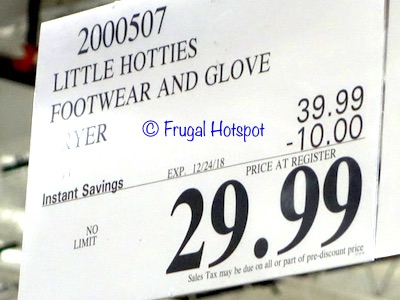 2000507
LITTLE HOTTIES
FOOTWEAR AND GLOVE
39.99
-10.00
© Frugal Hotspot
Instant Savings
EXP. 12/24/18
PRICE AT REGISTER
NO
LIMIT
29.99
Sales Tax may be due on all or part of pre-discount price